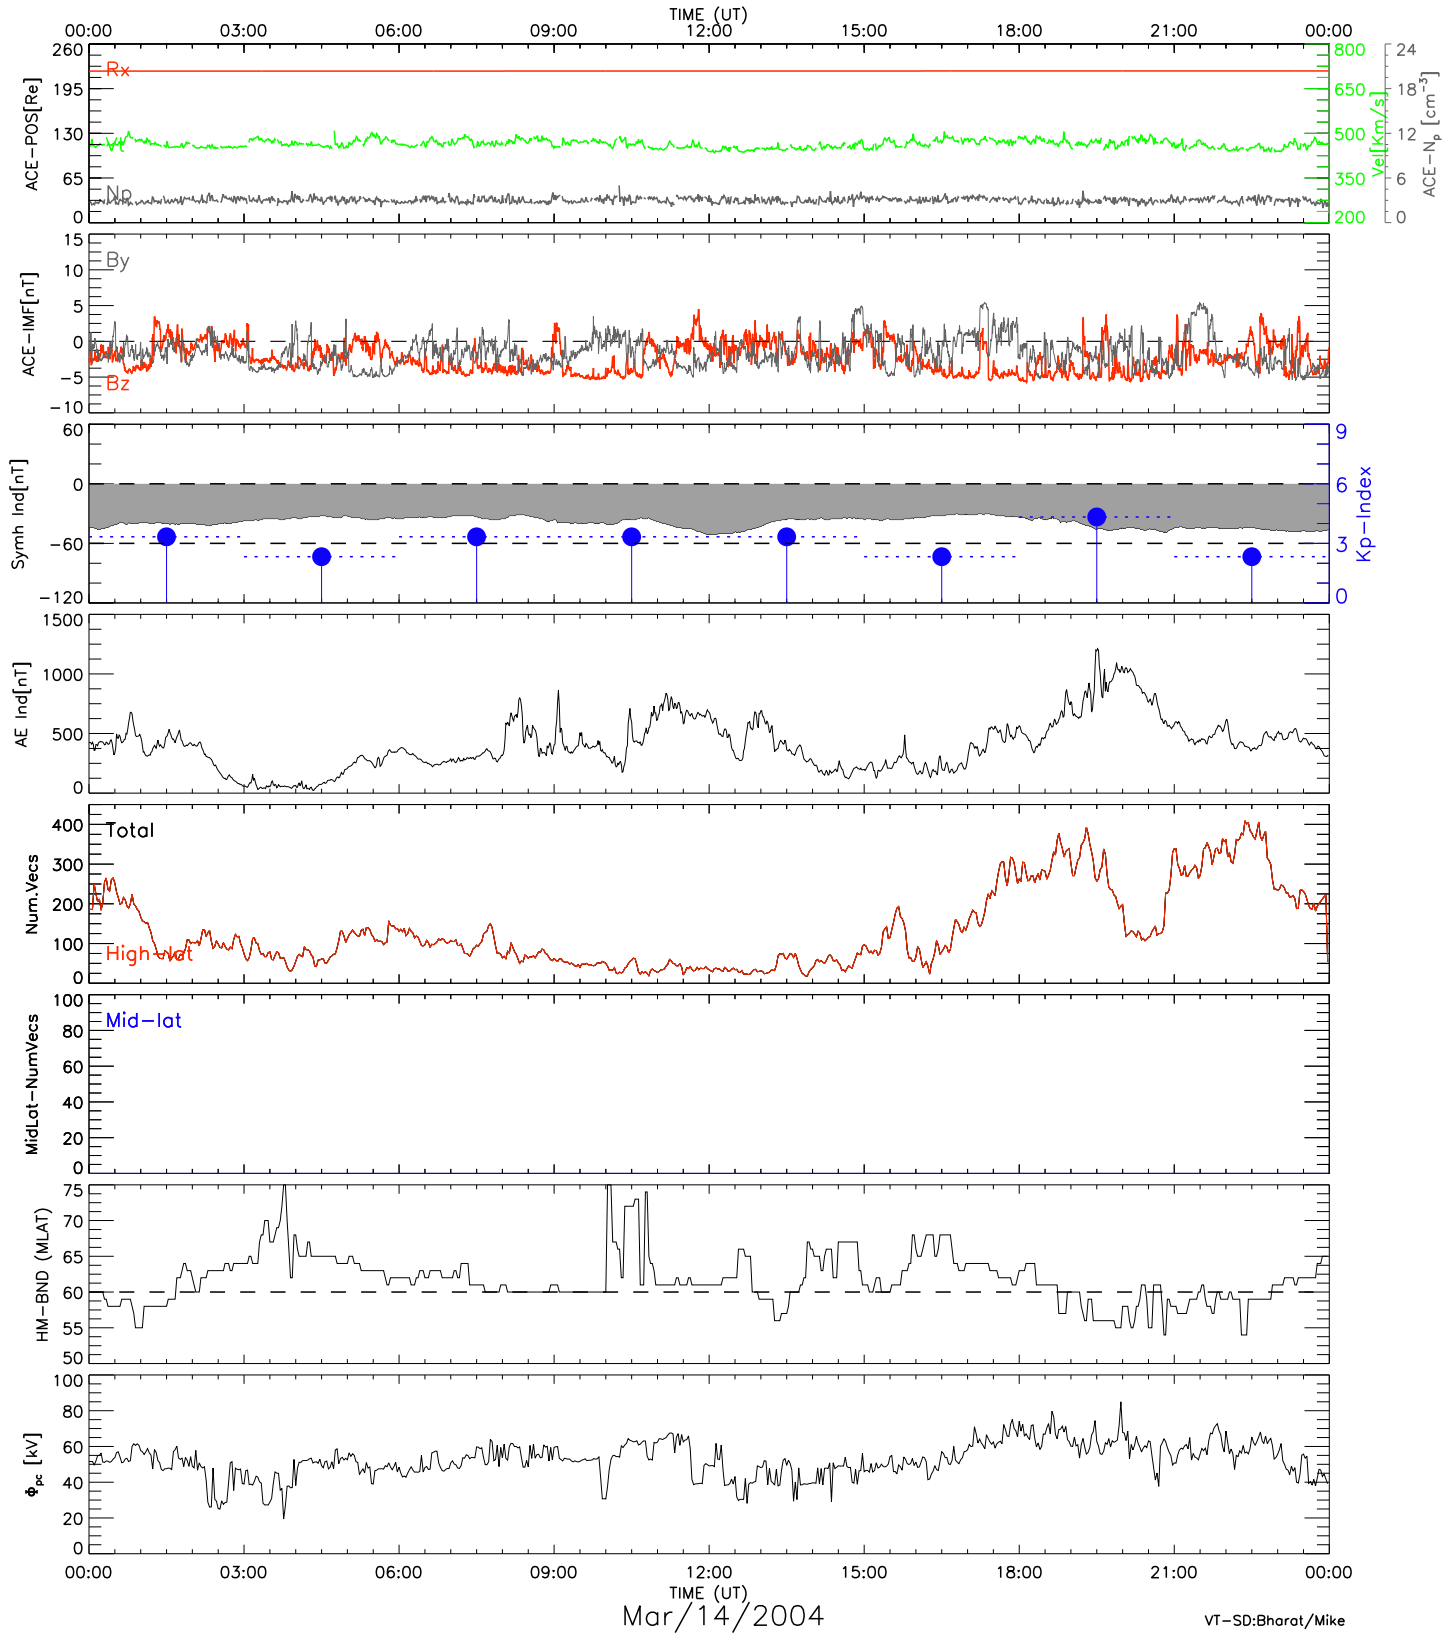 TIME (UT)
00:00 03:00 06:00 09:00 12:00 15:00 18:00 21:00 00:00
ACE-POS[Re]
260
195
130
65
0
Rx
Vx
Np
800
650
500
350
200
Vel[Km/s]
24
18
12
6
0
ACE-Np [cm-3]
ACE-IMF[nT]
15
10
5
0
-5
-10
By
Bz
Symh Ind[nT]
60
0
-60
-120
9
6
3
0
Kp-Index
AE Ind[nT]
1500
1000
500
0
Num.Vecs
400
300
200
100
0
Total
High-lat
MidLat-NumVecs
100
80
60
40
20
0
Mid-lat
HM-BND (MLAT)
75
70
65
60
55
50
Φpc [kV]
100
80
60
40
20
0
00:00 03:00 06:00 09:00 12:00 15:00 18:00 21:00 00:00
TIME (UT)
Mar/14/2004
VT-SD:Bharat/Mike